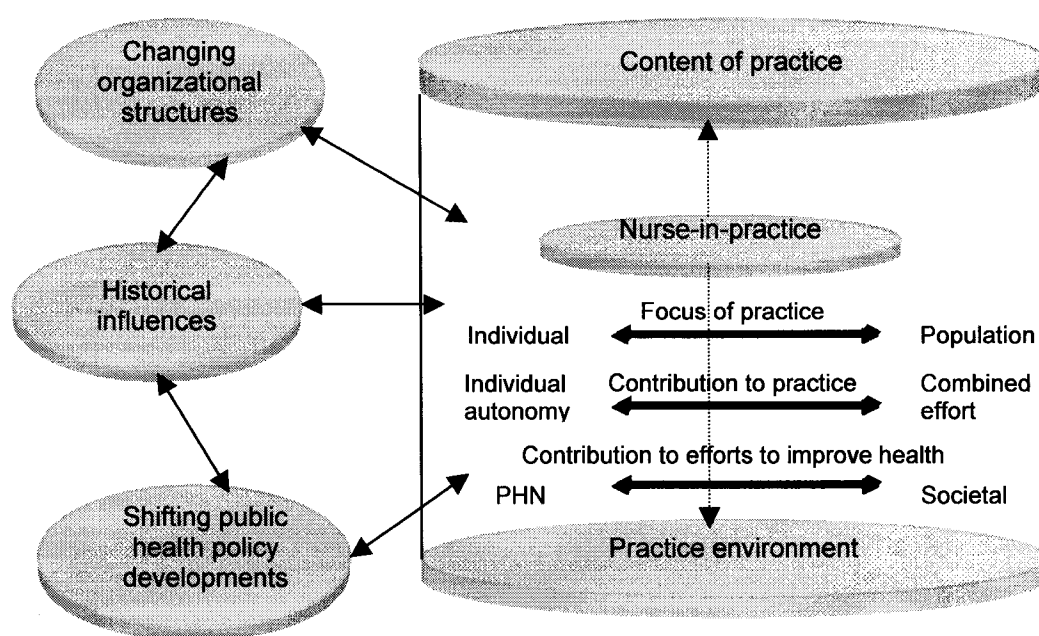 Changing
organizational
structures
Historical
influences
Shifting public
health policy
developments
Content of practice
Nurse-in-practice
Focus of practice
Individual
Population
Individual
autonomy
Contribution to practice
Combined
effort
Contribution to efforts to improve health
PHN
Societal
Practice environment